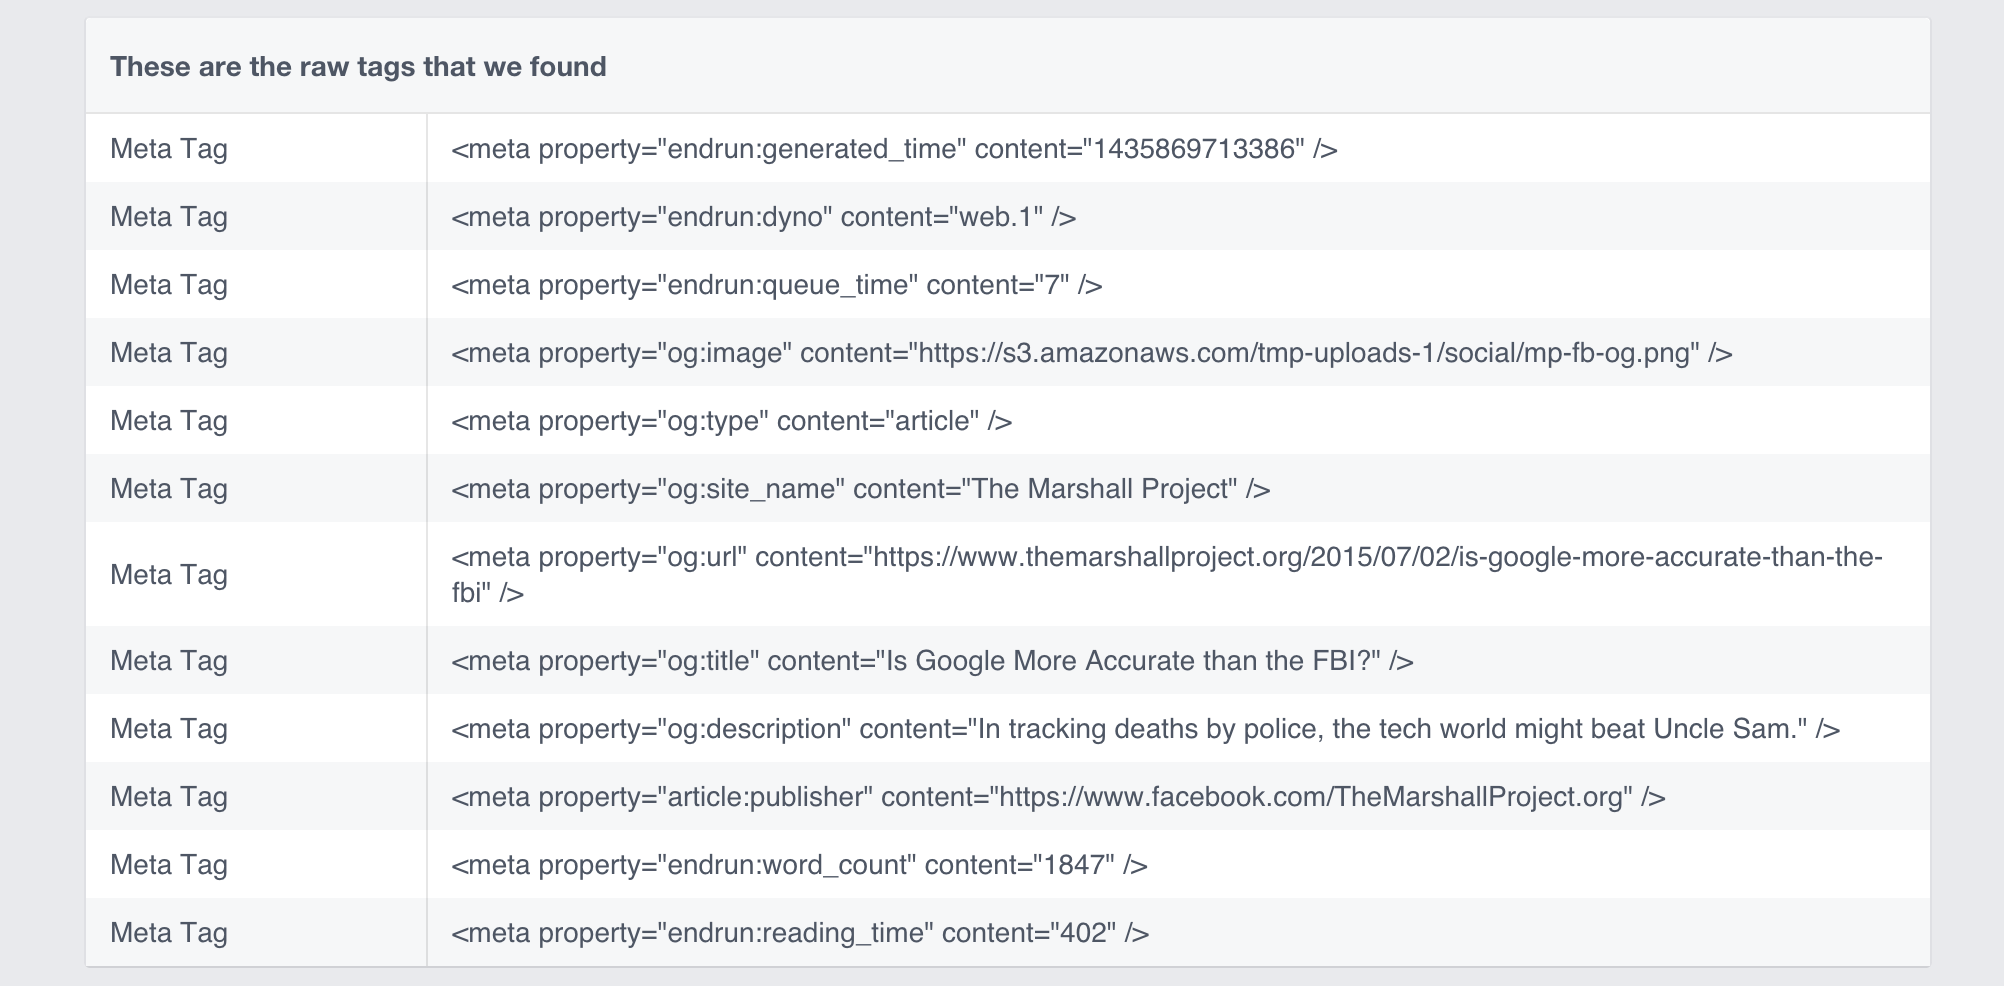 These are the raw tags that we found
Meta Tag <meta property="endrun:generated_time" content="1435869713386" />
Meta Tag <meta property="endrun:dyno" content="web.1" />
Meta Tag <meta property="endrun:queue_time" content="7" />
Meta Tag <meta property="og:image" content="https://s3.amazonaws.com/tmp-uploads-1/social/mp-fb-og.png" />
Meta Tag <meta property="og:type" content="article" />
Meta Tag <meta property="og:site_name" content="The Marshall Project" />
Meta Tag <meta property="og:url" content="https://www.themarshallproject.org/2015/07/02/is-google-more-accurate-than-the-
fbi" />
Meta Tag <meta property="og:title" content="Is Google More Accurate than the FBI?" />
Meta Tag <meta property="og:description" content="In tracking deaths by police, the tech world might beat Uncle Sam." />
Meta Tag <meta property="article:publisher" content="https://www.facebook.com/TheMarshallProject.org" />
Meta Tag <meta property="endrun:word_count" content="1847" />
Meta Tag <meta property="endrun:reading_time" content="402" />